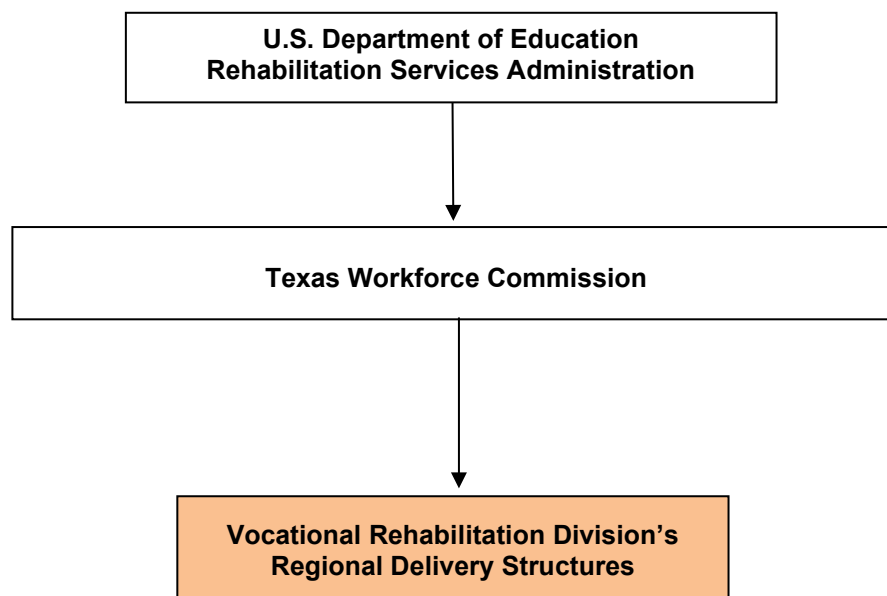 U.S. Department of Education
Rehabilitation Services Administration
Texas Workforce Commission
Vocational Rehabilitation Division’s
Regional Delivery Structures